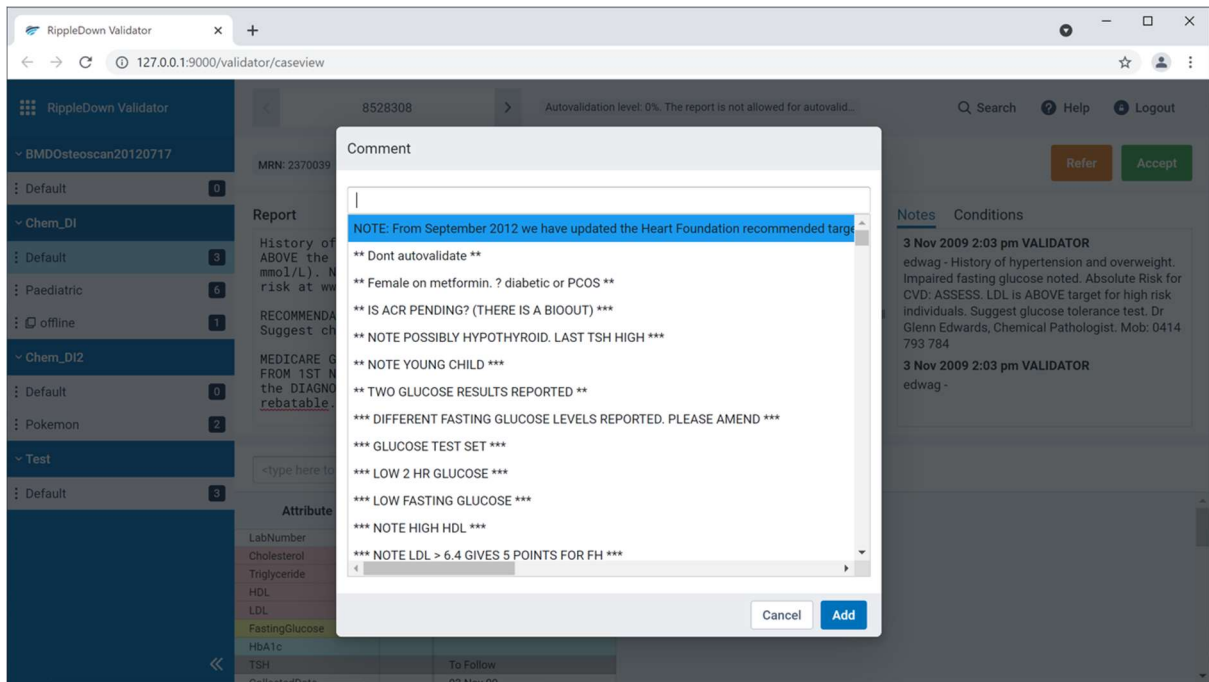 RippleDown Validator
127.0.0.1:9000/validator/caseview
RippleDown Validator
8528308
Autovalidation level: 0%. The report is not allowed for autovalid...
Search
Help
Logout
BMDOsteoscan20120717
Default 0
Chem_DI
Default 3
Paediatric 6
offline 1
Chem_DI2
Default 0
Pokemon 2
Test
Default 3
MRN: 2370039
Refer
Accept
Report
History of
ABOVE the
mmol/L). N
risk at ww
RECOMMENDA
Suggest ch
MEDICARE G
FROM 1ST N
the DIAGNO
rebatable.
<type here to
Attribute
LabNumber
Cholesterol
Triglyceride
HDL
LDL
FastingGlucose
HbA1c
TSH To Follow
Comment
NOTE: From September 2012 we have updated the Heart Foundation recommended targe
** Dont autovalidate **
** Female on metformin. ? diabetic or PCOS **
** IS ACR PENDING? (THERE IS A BIOOUT) ***
** NOTE POSSIBLY HYPOTHYROID. LAST TSH HIGH ***
** NOTE YOUNG CHILD ***
** TWO GLUCOSE RESULTS REPORTED **
*** DIFFERENT FASTING GLUCOSE LEVELS REPORTED. PLEASE AMEND ***
*** GLUCOSE TEST SET ***
*** LOW 2 HR GLUCOSE ***
*** LOW FASTING GLUCOSE ***
*** NOTE HIGH HDL ***
*** NOTE LDL > 6.4 GIVES 5 POINTS FOR FH ***
Cancel
Add
Notes Conditions
3 Nov 2009 2:03 pm VALIDATOR
edwag - History of hypertension and overweight.
Impaired fasting glucose noted. Absolute Risk for
CVD: ASSESS. LDL is ABOVE target for high risk
individuals. Suggest glucose tolerance test. Dr
Glenn Edwards, Chemical Pathologist. Mob: 0414
793 784
3 Nov 2009 2:03 pm VALIDATOR
edwag -